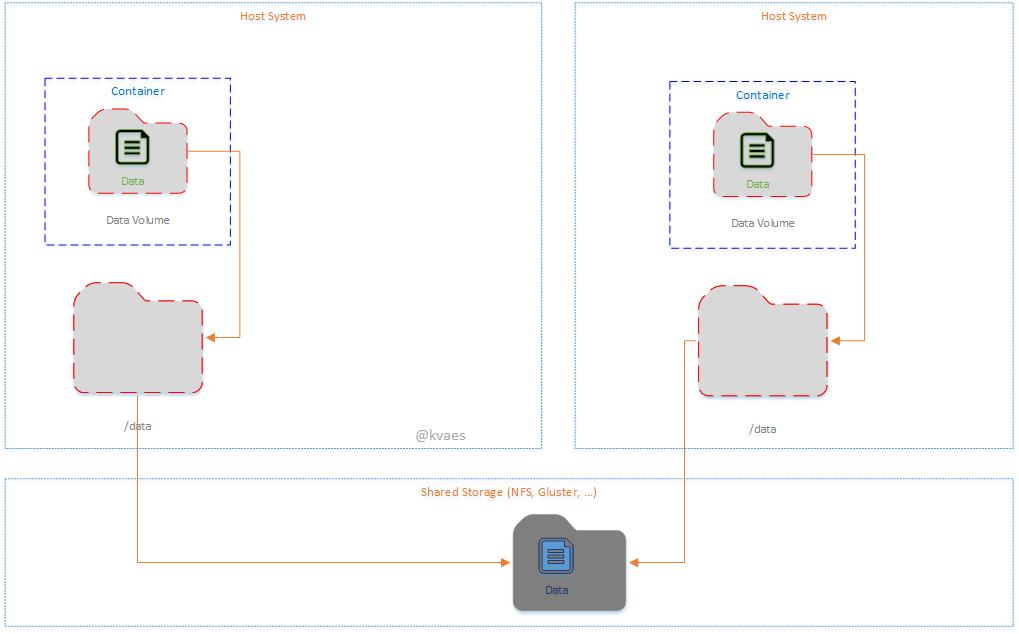 Host System
Container
Data
Data Volume
/data
@kvaes
Host System
Container
Data
Data Volume
/data
Shared Storage (NFS, Gluster, ...)
Data